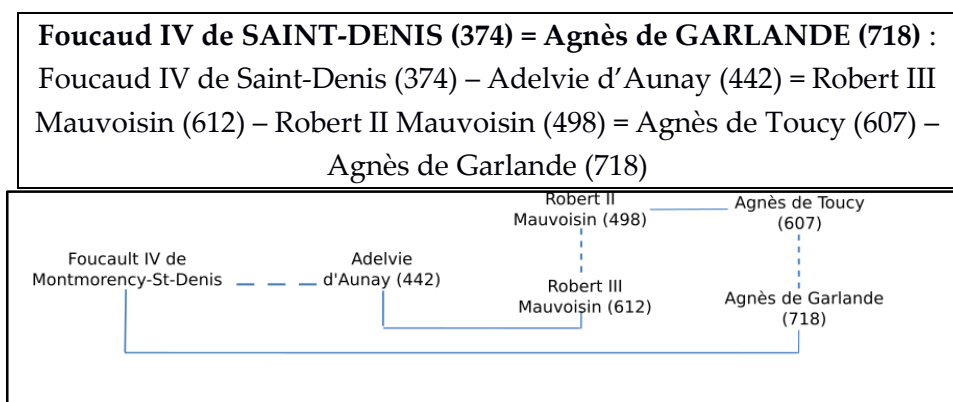 Foucaud IV de SAINT-DENIS (374) = Agnès de GARLANDE (718) :
Foucaud IV de Saint-Denis (374) – Adelvie d’Aunay (442) = Robert III
Mauvoisin (612) – Robert II Mauvoisin (498) = Agnès de Toucy (607) –
Agnès de Garlande (718)
Robert II
Mauvoisin (498)
Agnès de Toucy
(607)
Foucault IV de
Montmorency-St-Denis
Adelvie
d'Aunay (442)
Robert III
Mauvoisin (612)
Agnès de Garlande
(718)